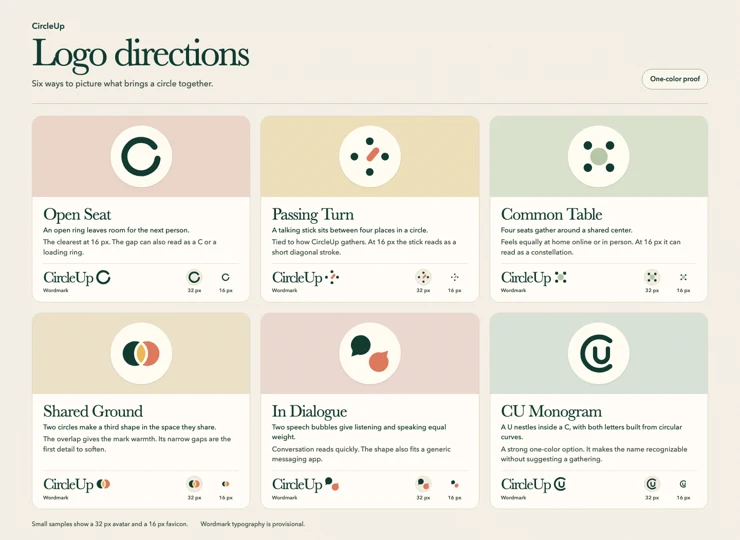 CircleUp
Logo directions
Six ways to picture what brings a circle together.
One-color proof
Open Seat
An open ring leaves room for the next person.
The clearest at 16 px. The gap can also read as a C or a
loading ring.
CircleUp
Wordmark
32 px
16 px
Passing Turn
A talking stick sits between four places in a circle.
Tied to how CircleUp gathers. At 16 px the stick reads as a
short diagonal stroke.
CircleUp
Wordmark
32 px
16 px
Common Table
Four seats gather around a shared center.
Feels equally at home online or in person. At 16 px it can
read as a constellation.
CircleUp
Wordmark
32 px
16 px
Shared Ground
Two circles make a third shape in the space they share.
The overlap gives the mark warmth. Its narrow gaps are the
first detail to soften.
CircleUp
Wordmark
32 px
16 px
In Dialogue
Two speech bubbles give listening and speaking equal
weight.
Conversation reads quickly. The shape also fits a generic
messaging app.
CircleUp
Wordmark
32 px
16 px
CU Monogram
A U nestles inside a C, with both letters built from circular
curves.
A strong one-color option. It makes the name recognizable
without suggesting a gathering.
CircleUp
Wordmark
32 px
16 px
Small samples show a 32 px avatar and a 16 px favicon.
Wordmark typography is provisional.